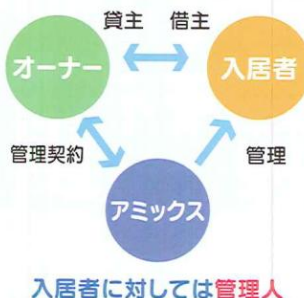 貸主 借主
オーナー
入居者
管理契約
管理
アミックス
入居者に対しては管理人